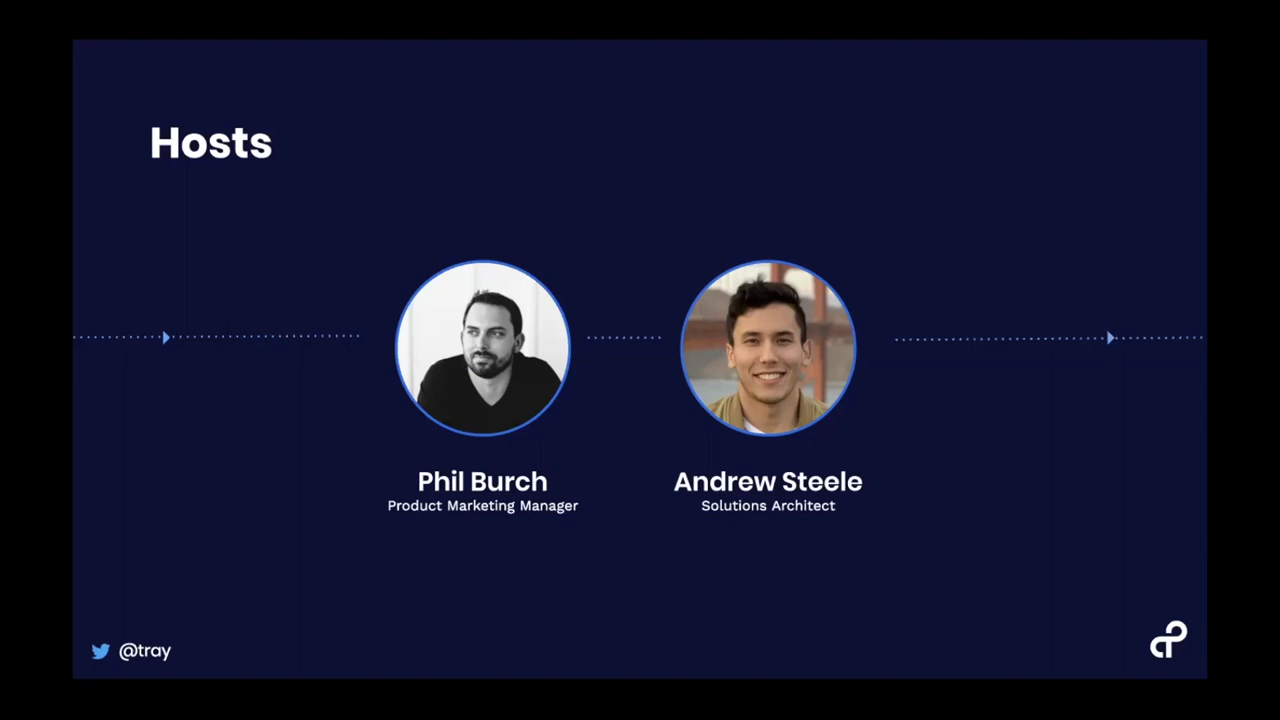 Hosts
Phil Burch
Product Marketing Manager
Andrew Steele
Solutions Architect
@tray